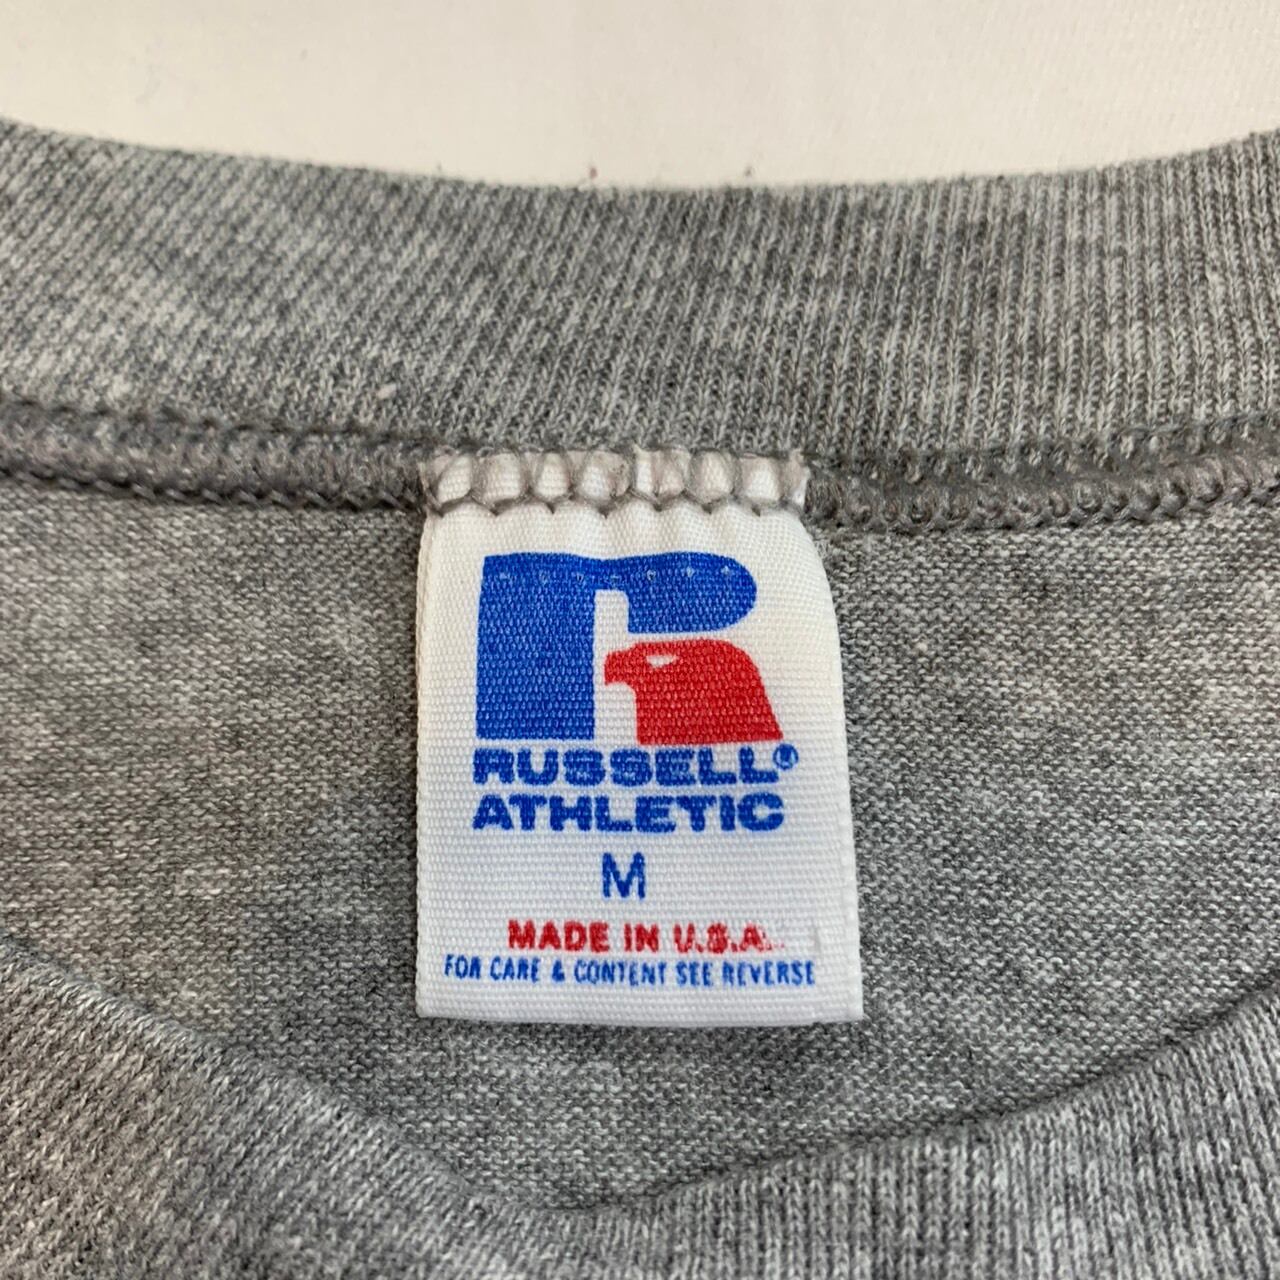 RUSSELL®
ATHLETIC
M
MADE IN U.S.A.
FOR CARE & CONTENT SEE REVERSE